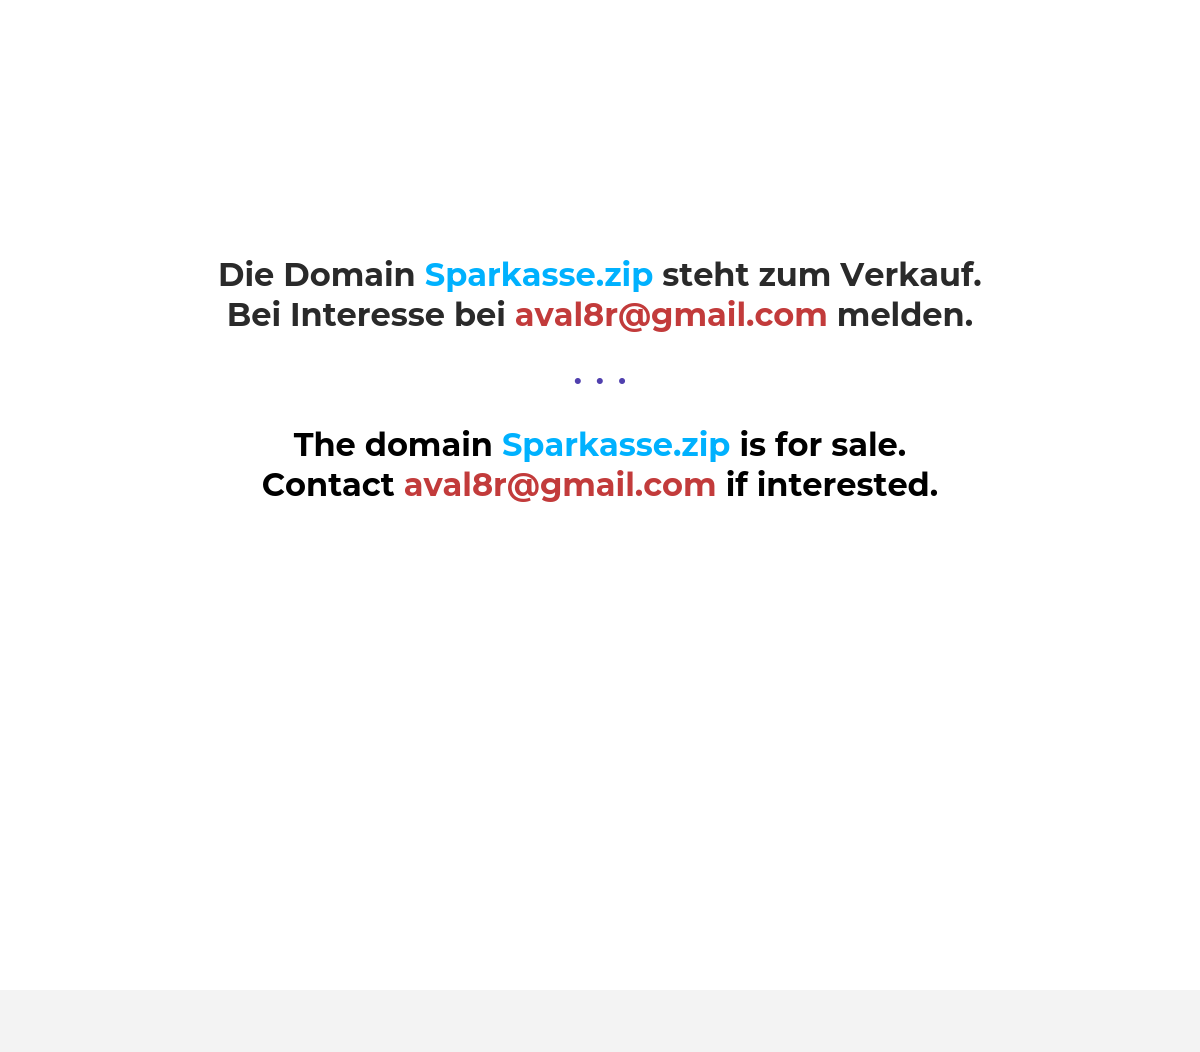 Die Domain Sparkasse.zip steht zum Verkauf.
Bei Interesse bei aval8r@gmail.com melden.
· · ·
The domain Sparkasse.zip is for sale.
Contact aval8r@gmail.com if interested.